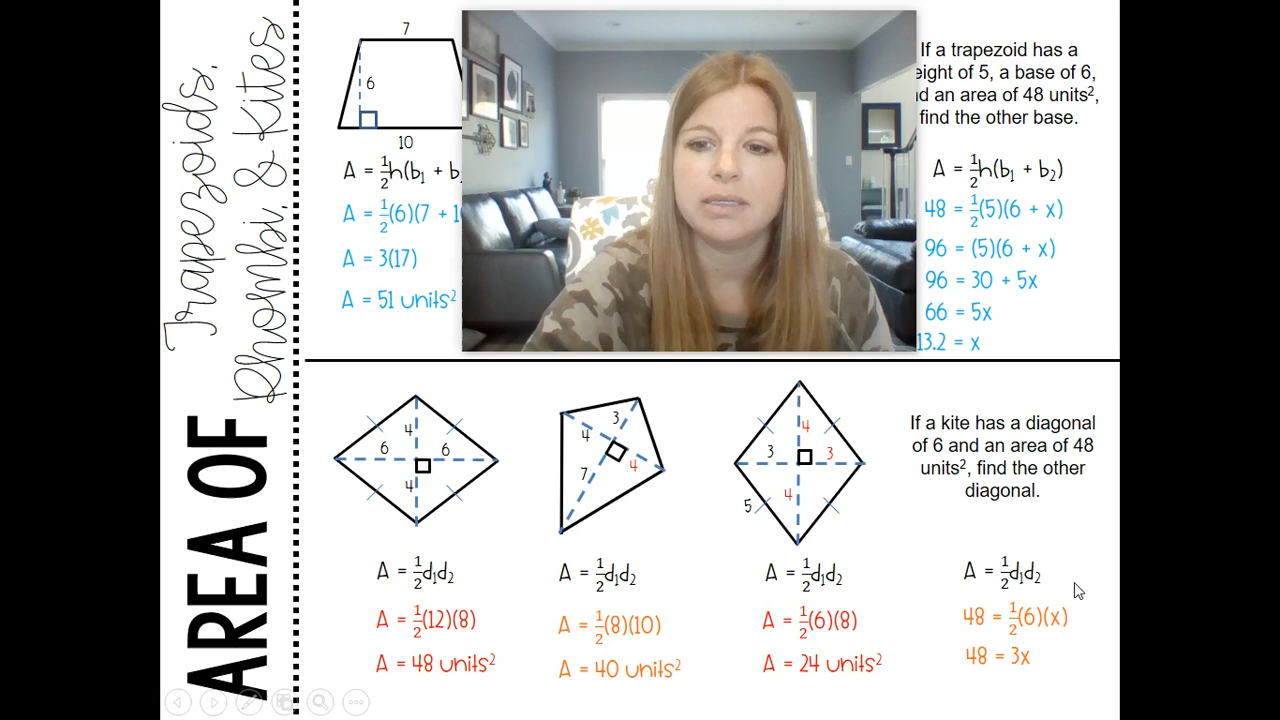 AREA OF
Trapezoids,
Rhombi, & Kites
7
6
10
A = 1/2h(b₁ + b
A = 1/2(6)(7 + 1
A = 3(17)
A = 51 units²
If a trapezoid has a
eight of 5, a base of 6,
d an area of 48 units²,
find the other base.
A = 1/2h(b₁ + b₂)
48 = 1/2(5)(6 + x)
96 = (5)(6 + x)
96 = 30 + 5x
66 = 5x
13.2 = x
4
6 6
4
A = 1/2d₁d₂
A = 1/2(12)(8)
A = 48 units²
3
4
7 4
A = 1/2d₁d₂
A = 1/2(8)(10)
A = 40 units²
4
3 3
4
5
A = 1/2d₁d₂
A = 1/2(6)(8)
A = 24 units²
If a kite has a diagonal
of 6 and an area of 48
units², find the other
diagonal.
A = 1/2d₁d₂
48 = 1/2(6)(x)
48 = 3x